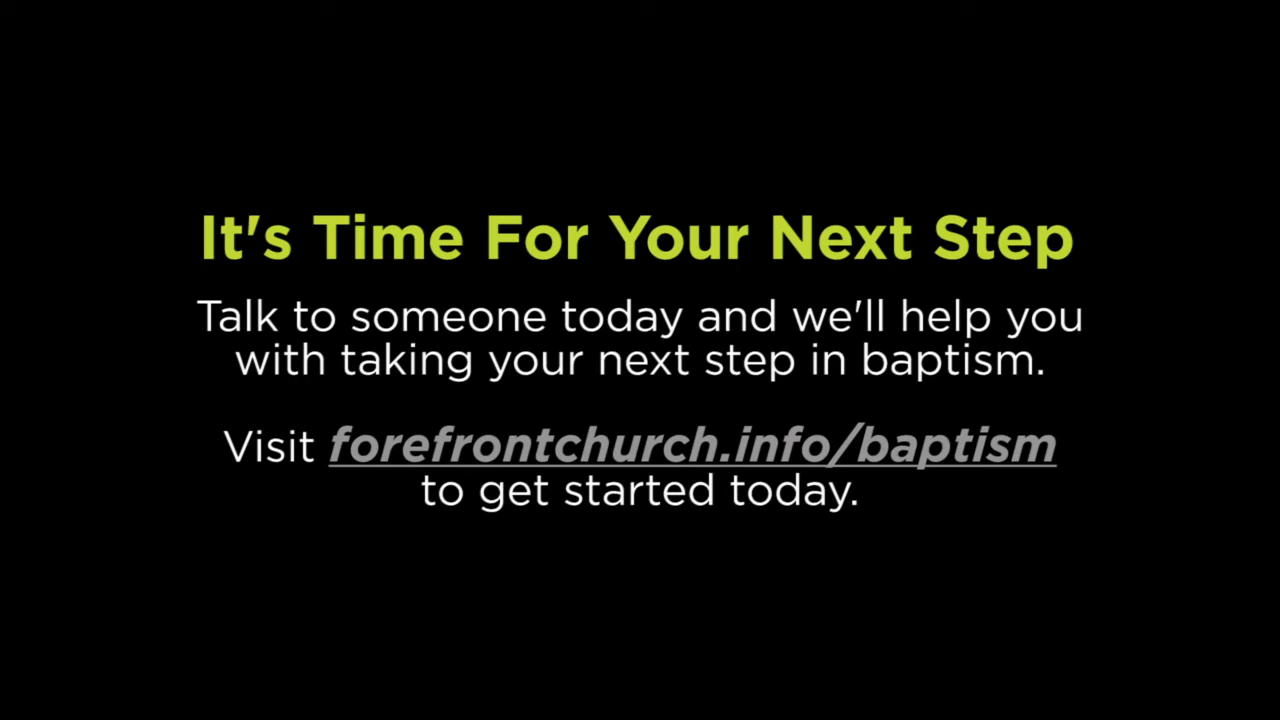 It's Time For Your Next Step
Talk to someone today and we'll help you
with taking your next step in baptism.
Visit forefrontchurch.info/baptism
to get started today.